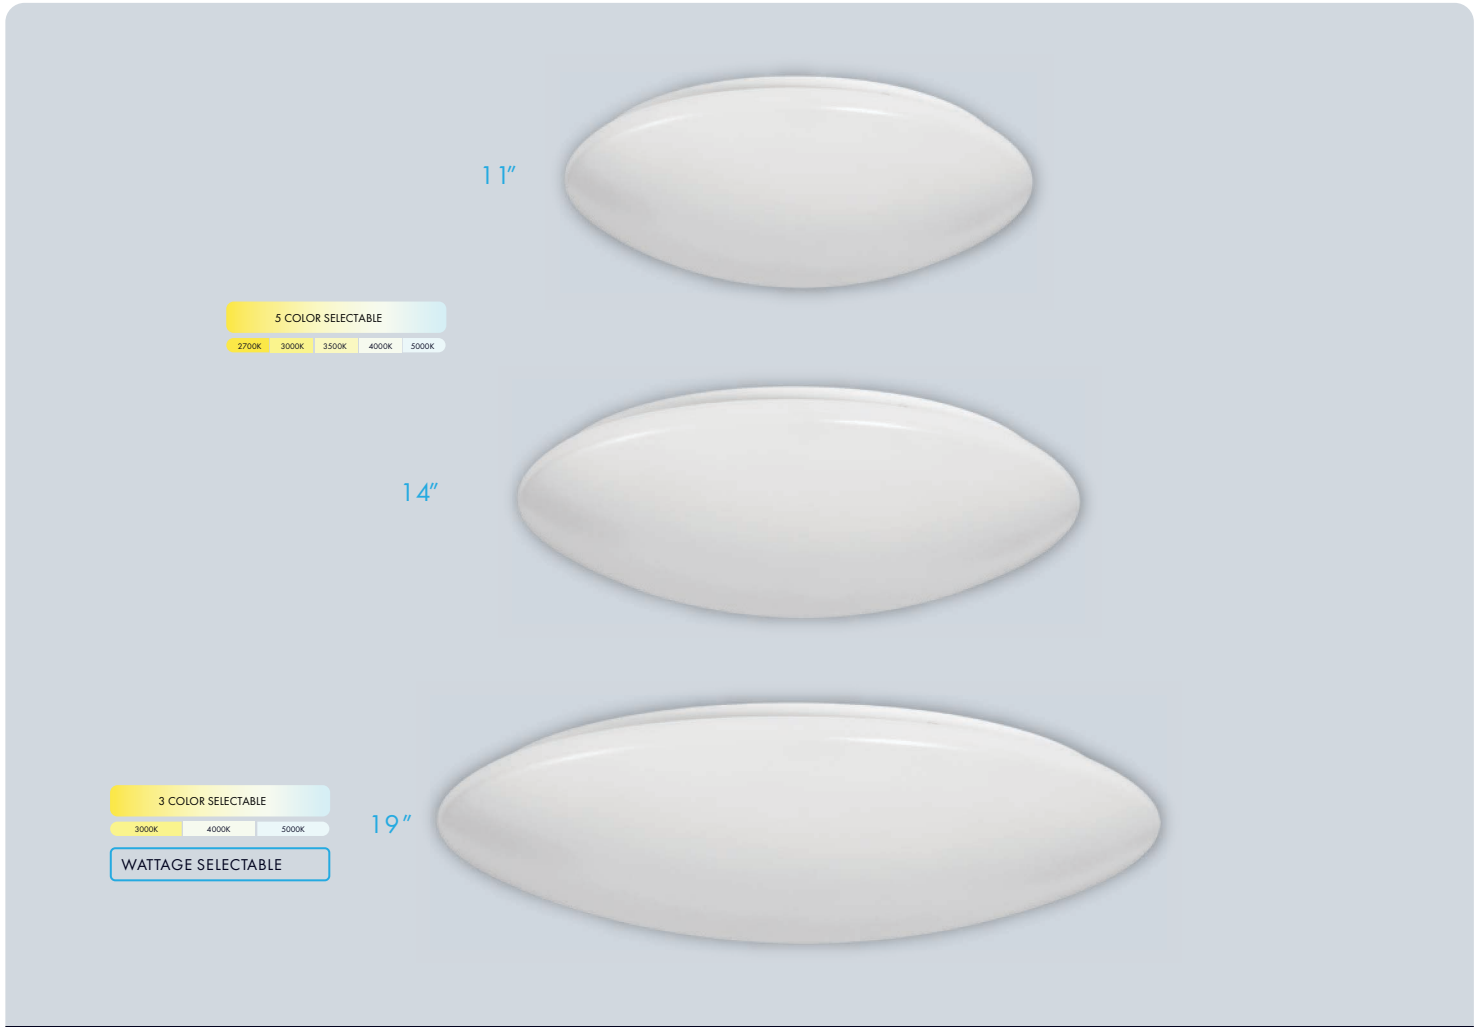 11”
5 COLOR SELECTABLE
2700K 3000K 3500K 4000K 5000K
14”
3 COLOR SELECTABLE
3000K 4000K 5000K
19”
WATTAGE SELECTABLE